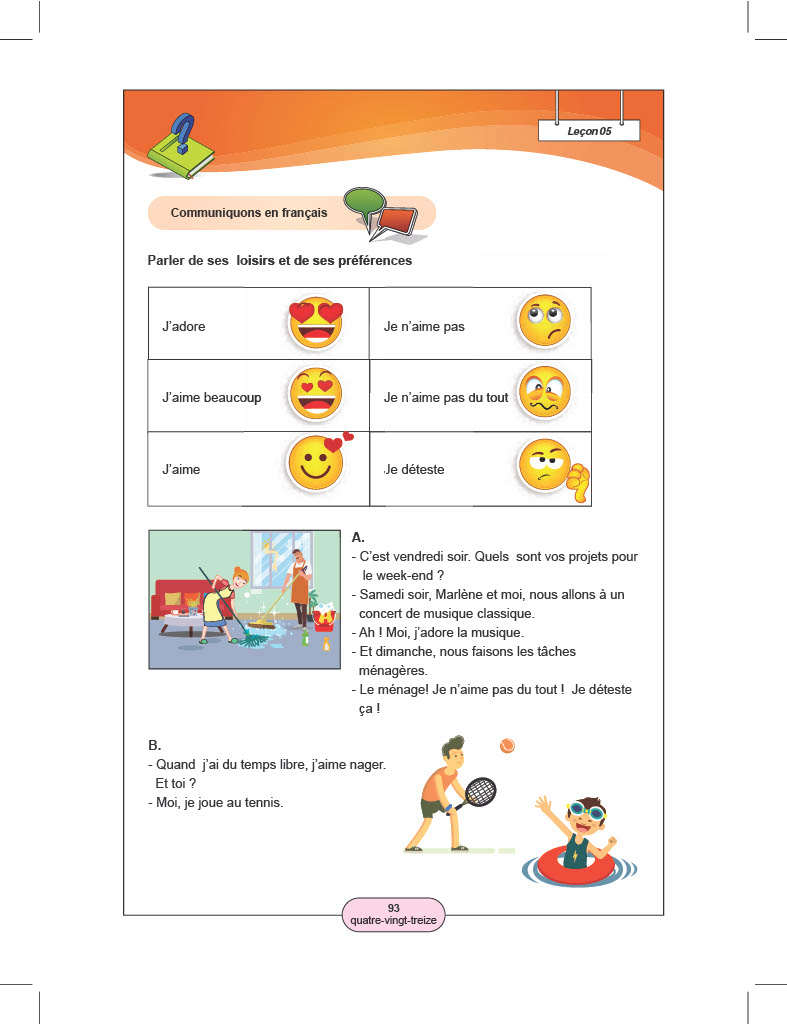 Leçon 05
Communiquons en français
Parler de ses loisirs et de ses préférences
J'adore
Je n'aime pas
J'aime beaucoup
Je n'aime pas du tout
J'aime
Je déteste
A.
- C'est vendredi soir. Quels sont vos projets pour
le week-end ?
- Samedi soir, Marlène et moi, nous allons à un
concert de musique classique.
- Ah ! Moi, j'adore la musique.
- Et dimanche, nous faisons les tâches
ménagères.
- Le ménage! Je n'aime pas du tout ! Je déteste
ça !
B.
- Quand j'ai du temps libre, j'aime nager.
Et toi ?
- Moi, je joue au tennis.
93
quatre-vingt-treize